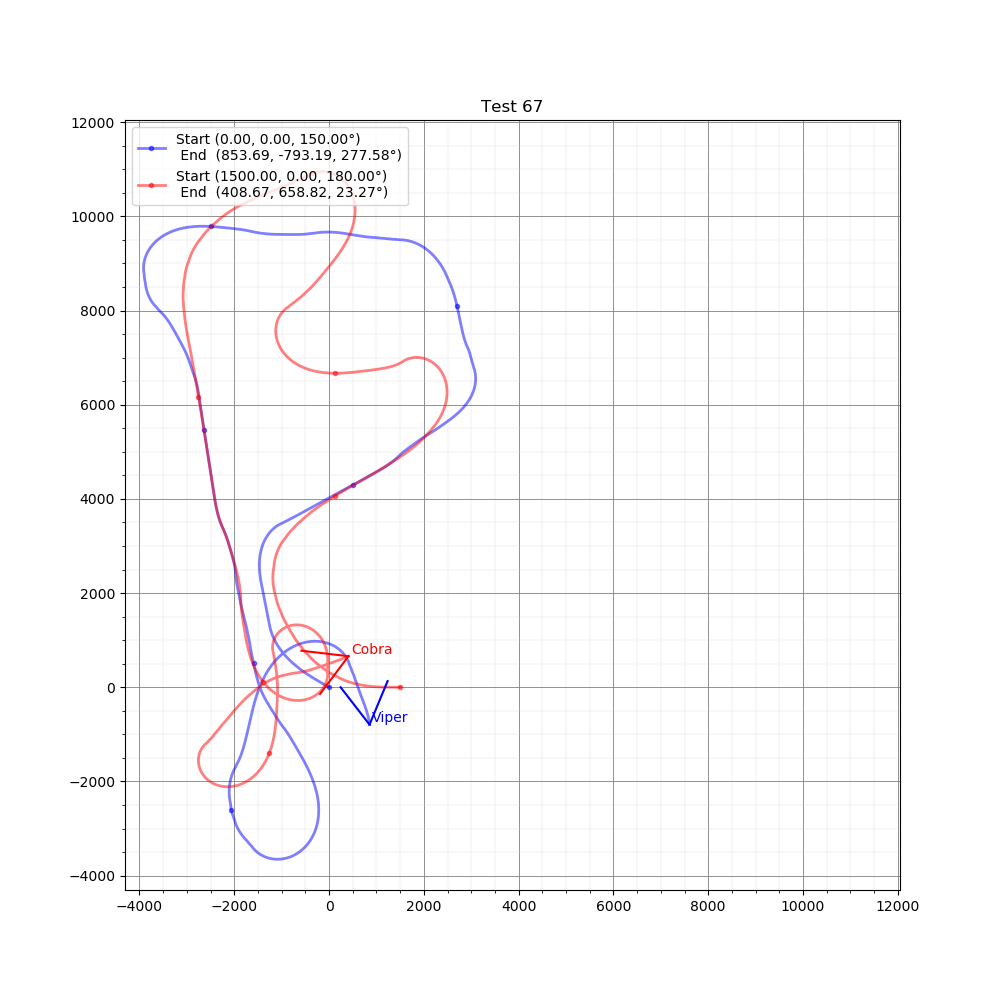 Test 67
Start (0.00, 0.00, 150.00°)
End (853.69, -793.19, 277.58°)
Start (1500.00, 0.00, 180.00°)
End (408.67, 658.82, 23.27°)
12000
10000
8000
6000
4000
2000
0
−2000
−4000
Cobra
Viper
−4000 −2000 0 2000 4000 6000 8000 10000 12000